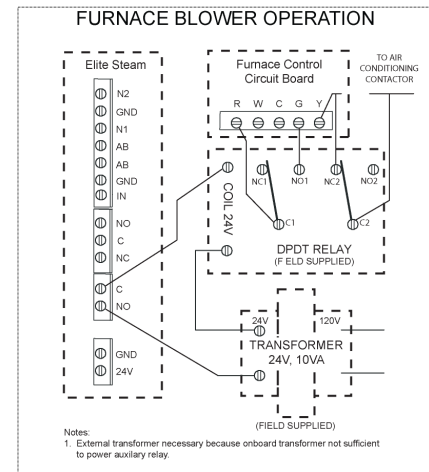 FURNACE BLOWER OPERATION
Elite Steam
N2
GND
N1
AB
AB
GND
IN
NO
C
NC
C
NO
GND
24V
Furnace Control
Circuit Board
R W C G Y
TO AIR
CONDITIONING
CONTACTOR
COIL 24V
NC1 NO1 NC2 NO2
C1 C2
DPDT RELAY
(F ELD SUPPLIED)
24V 120V
TRANSFORMER
24V, 10VA
(FIELD SUPPLIED)
Notes:
1. External transformer necessary because onboard transformer not sufficient
to power auxilary relay.